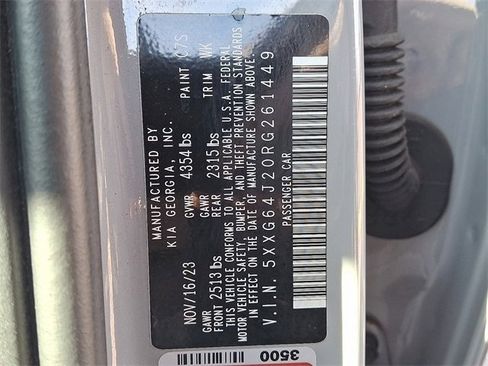 MANUFACTURED BY
KIA GEORGIA, INC.
NOV/16/23 GVWR 4354lbs PAINT C7S
GAWR FRONT 2513lbs GAWR REAR 2315lbs TRIM WK
THIS VEHICLE CONFORMS TO ALL APPLICABLE U.S.A. FEDERAL
MOTOR VEHICLE SAFETY, BUMPER, AND THEFT PREVENTION STANDARDS
IN EFFECT ON THE DATE OF MANUFACTURE SHOWN ABOVE.
V.I.N. 5XXG64J20RG261449
PASSENGER CAR
3500